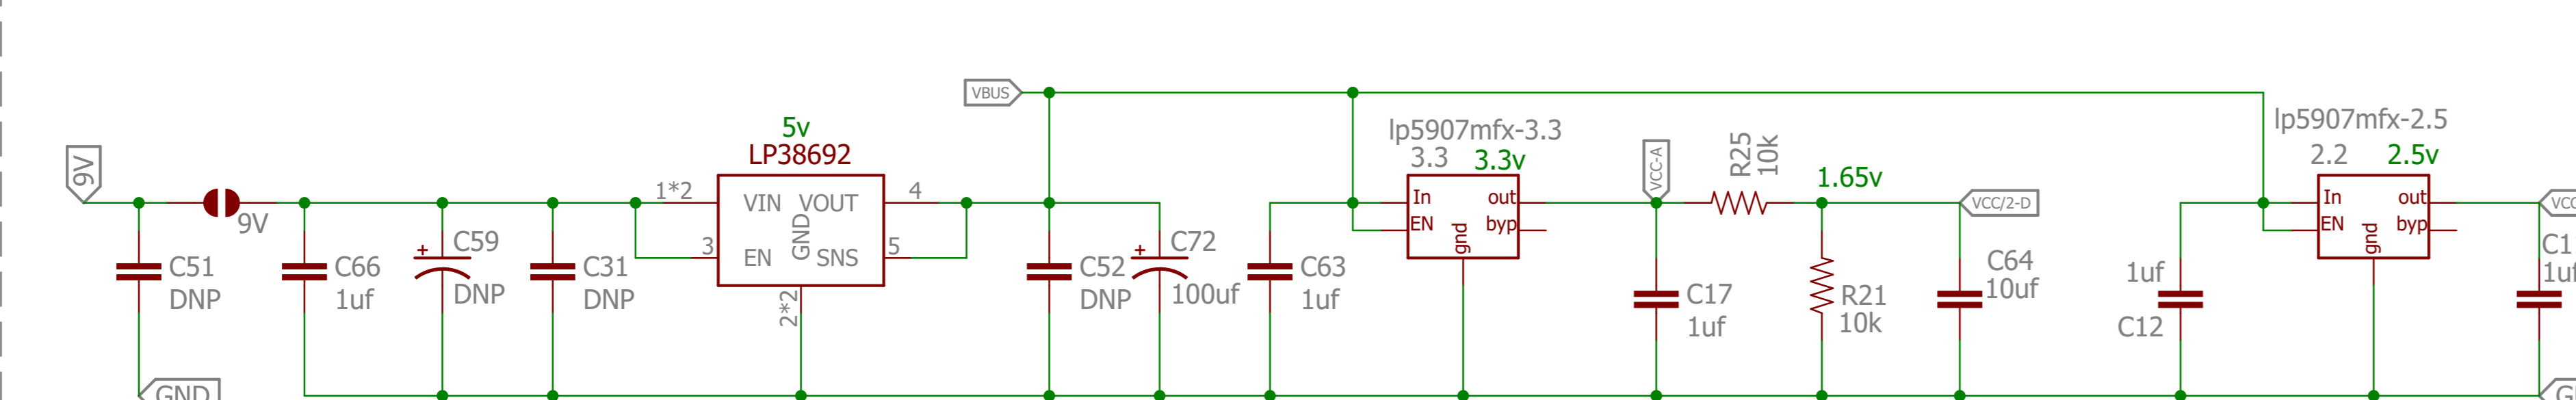 VBUS
5v
LP38692
lp5907mfx-3.3
3.3
3.3v
VCC-A
R25
10k
1.65v
lp5907mfx-2.5
2.2
2.5v
9V
9V
1*2
VIN
VOUT
4
3
EN
GND
SNS
5
2*2
In
out
EN
byp
gnd
VCC/2-D
In
out
EN
byp
gnd
VCC
C51
DNP
C66
1uf
C59
DNP
C31
DNP
C52
DNP
C72
100uf
C63
1uf
C17
1uf
R21
10k
C64
10uf
1uf
C12
C1
1uf
GND